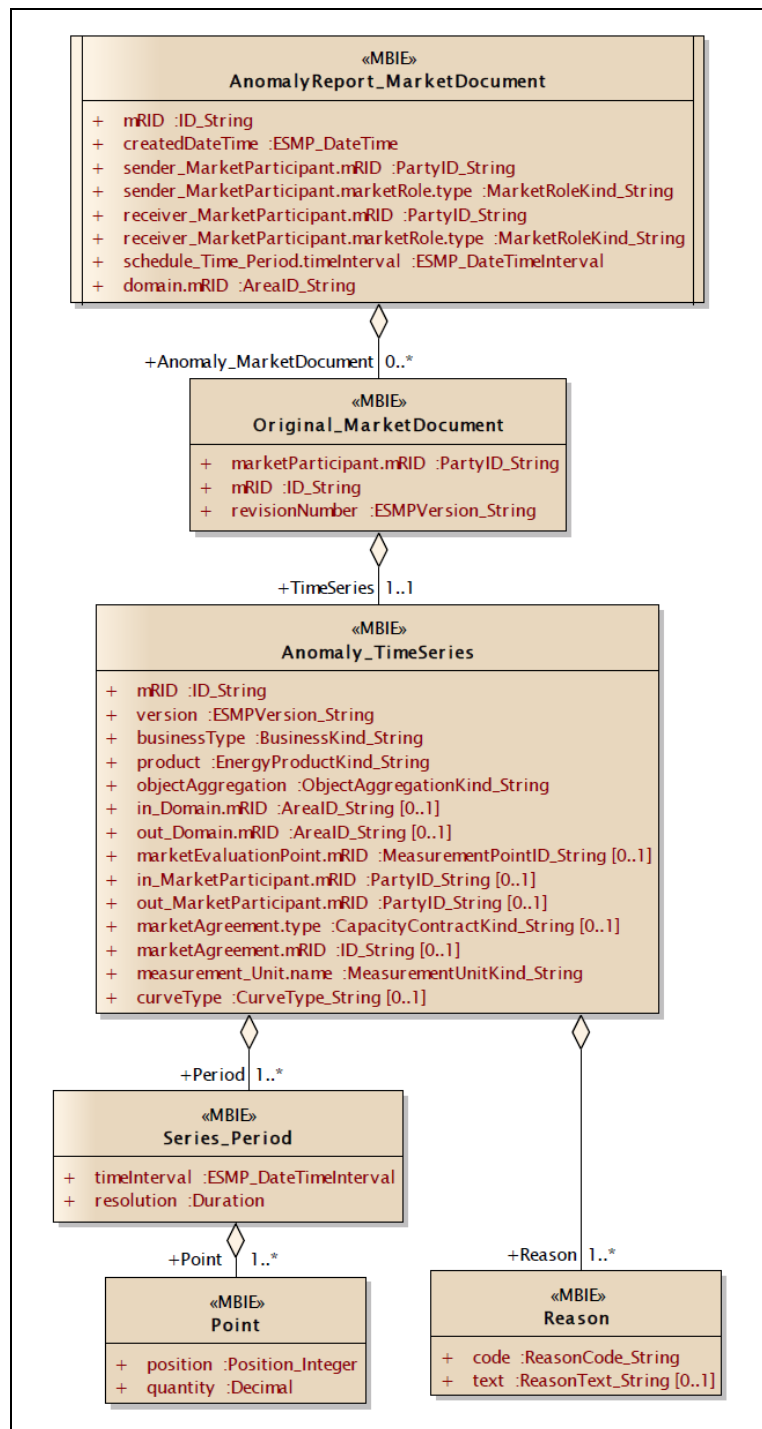 «MBIE»
AnomalyReport_MarketDocument
+ mRID :ID_String
+ createdDateTime :ESMP_DateTime
+ sender_MarketParticipant.mRID :PartyID_String
+ sender_MarketParticipant.marketRole.type :MarketRoleKind_String
+ receiver_MarketParticipant.mRID :PartyID_String
+ receiver_MarketParticipant.marketRole.type :MarketRoleKind_String
+ schedule_Time_Period.timeInterval :ESMP_DateTimeInterval
+ domain.mRID :AreaID_String
+Anomaly_MarketDocument 0..*
«MBIE»
Original_MarketDocument
+ marketParticipant.mRID :PartyID_String
+ mRID :ID_String
+ revisionNumber :ESMPVersion_String
+TimeSeries 1..1
«MBIE»
Anomaly_TimeSeries
+ mRID :ID_String
+ version :ESMPVersion_String
+ businessType :BusinessKind_String
+ product :EnergyProductKind_String
+ objectAggregation :ObjectAggregationKind_String
+ in_Domain.mRID :AreaID_String [0..1]
+ out_Domain.mRID :AreaID_String [0..1]
+ marketEvaluationPoint.mRID :MeasurementPointID_String [0..1]
+ in_MarketParticipant.mRID :PartyID_String [0..1]
+ out_MarketParticipant.mRID :PartyID_String [0..1]
+ marketAgreement.type :CapacityContractKind_String [0..1]
+ marketAgreement.mRID :ID_String [0..1]
+ measurement_Unit.name :MeasurementUnitKind_String
+ curveType :CurveType_String [0..1]
+Period 1..*
«MBIE»
Series_Period
+ timeInterval :ESMP_DateTimeInterval
+ resolution :Duration
+Point 1..*
«MBIE»
Point
+ position :Position_Integer
+ quantity :Decimal
+Reason 1..*
«MBIE»
Reason
+ code :ReasonCode_String
+ text :ReasonText_String [0..1]